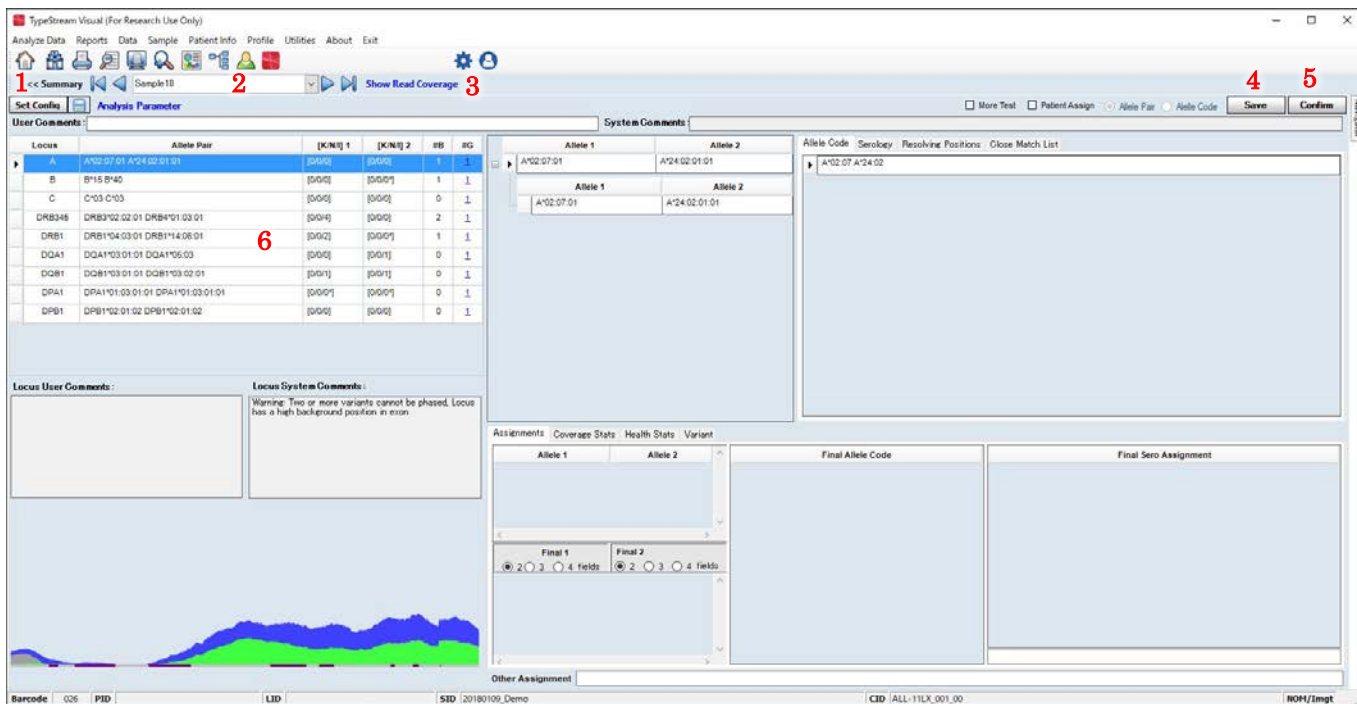 TypeStream Visual (For Research Use Only)
Analyze Data Reports Data Sample Patient Info Profile Utilities About Exit
1 << Summary Sample10 2 Show Read Coverage 3 4 5
Set Config Analysis Parameter More Test Patient Assign Allele Pair Allele Code Save Confirm
User Comments : System Comments :
Locus Allele Pair [K/N/I] 1 [K/N/I] 2 #B #G
A A*02:07:01 A*24:02:01:01 [0/0/0] [0/0/0] 1 1
B B*15 B*40 [0/0/0] [0/0/0*] 1 1
C C*03 C*03 [0/0/0] [0/0/0] 0 1
DRB345 DRB3*02:02:01 DRB4*01:03:01 [0/0/4] [0/0/0] 2 1
DRB1 DRB1*04:03:01 DRB1*14:06:01 [0/0/2] [0/0/0*] 1 1
6
DQA1 DQA1*03:01:01 DQA1*05:03 [0/0/0] [0/0/1] 0 1
DQB1 DQB1*03:01:01 DQB1*03:02:01 [0/0/1] [0/0/0*] 0 1
DPA1 DPA1*01:03:01:01 DPA1*01:03:01:01 [0/0/0*] [0/0/0*] 0 1
DPB1 DPB1*02:01:02 DPB1*02:01:02 [0/0/0] [0/0/0] 0 1
Allele 1 Allele 2
A*02:07:01 A*24:02:01:01
Allele 1 Allele 2
A*02:07:01 A*24:02:01:01
Allele Code Serology Resolving Positions Close Match List
A*02:07 A*24:02
Locus User Comments : Locus System Comments :
Warning: Two or more variants cannot be phased, Locus
has a high background position in exon
Assignments Coverage Stats Health Stats Variant
Allele 1 Allele 2 Final Allele Code Final Sero Assignment
Final 1 Final 2
2 3 4 fields 2 3 4 fields
Other Assignment
Barcode 026 PID LID SID 20180109_Demo CID ALL-11LX_001_00 NOM/Imgt